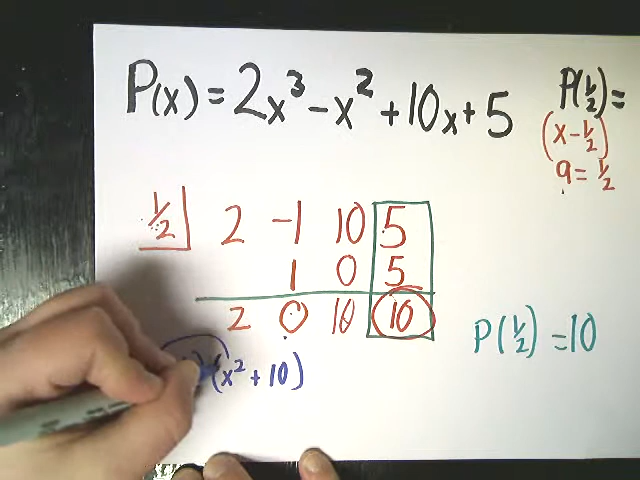 P(x) = 2x³ - x² + 10x + 5
P(½) =
(x - ½)
a = ½
½ 2 -1 10 5
1 0 5
2 0 10 10
P(½) = 10
(x² + 10)